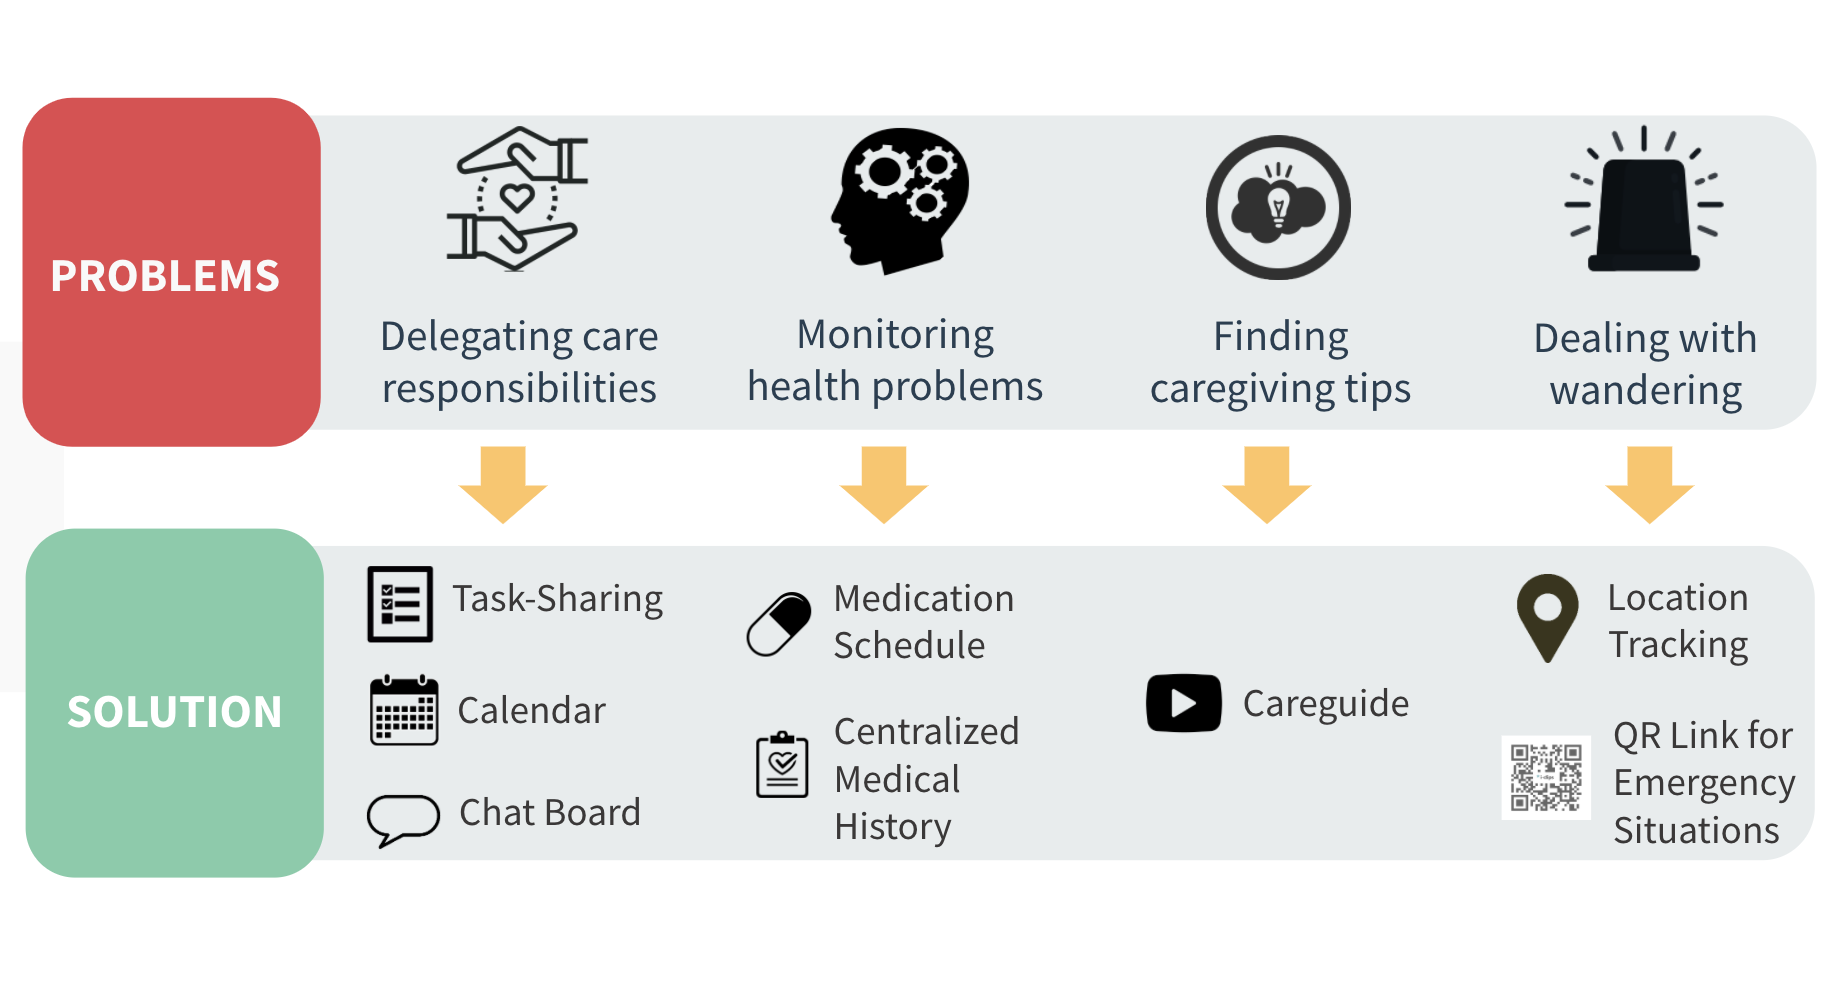 PROBLEMS
Delegating care
responsibilities
Monitoring
health problems
Finding
caregiving tips
Dealing with
wandering
SOLUTION
Task-Sharing
Calendar
Chat Board
Medication
Schedule
Centralized
Medical
History
Careguide
Location
Tracking
QR Link for
Emergency
Situations